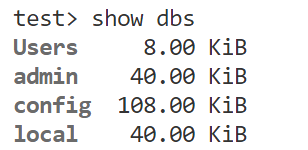 test> show dbs
Users     8.00 KiB
admin    40.00 KiB
config  108.00 KiB
local    40.00 KiB